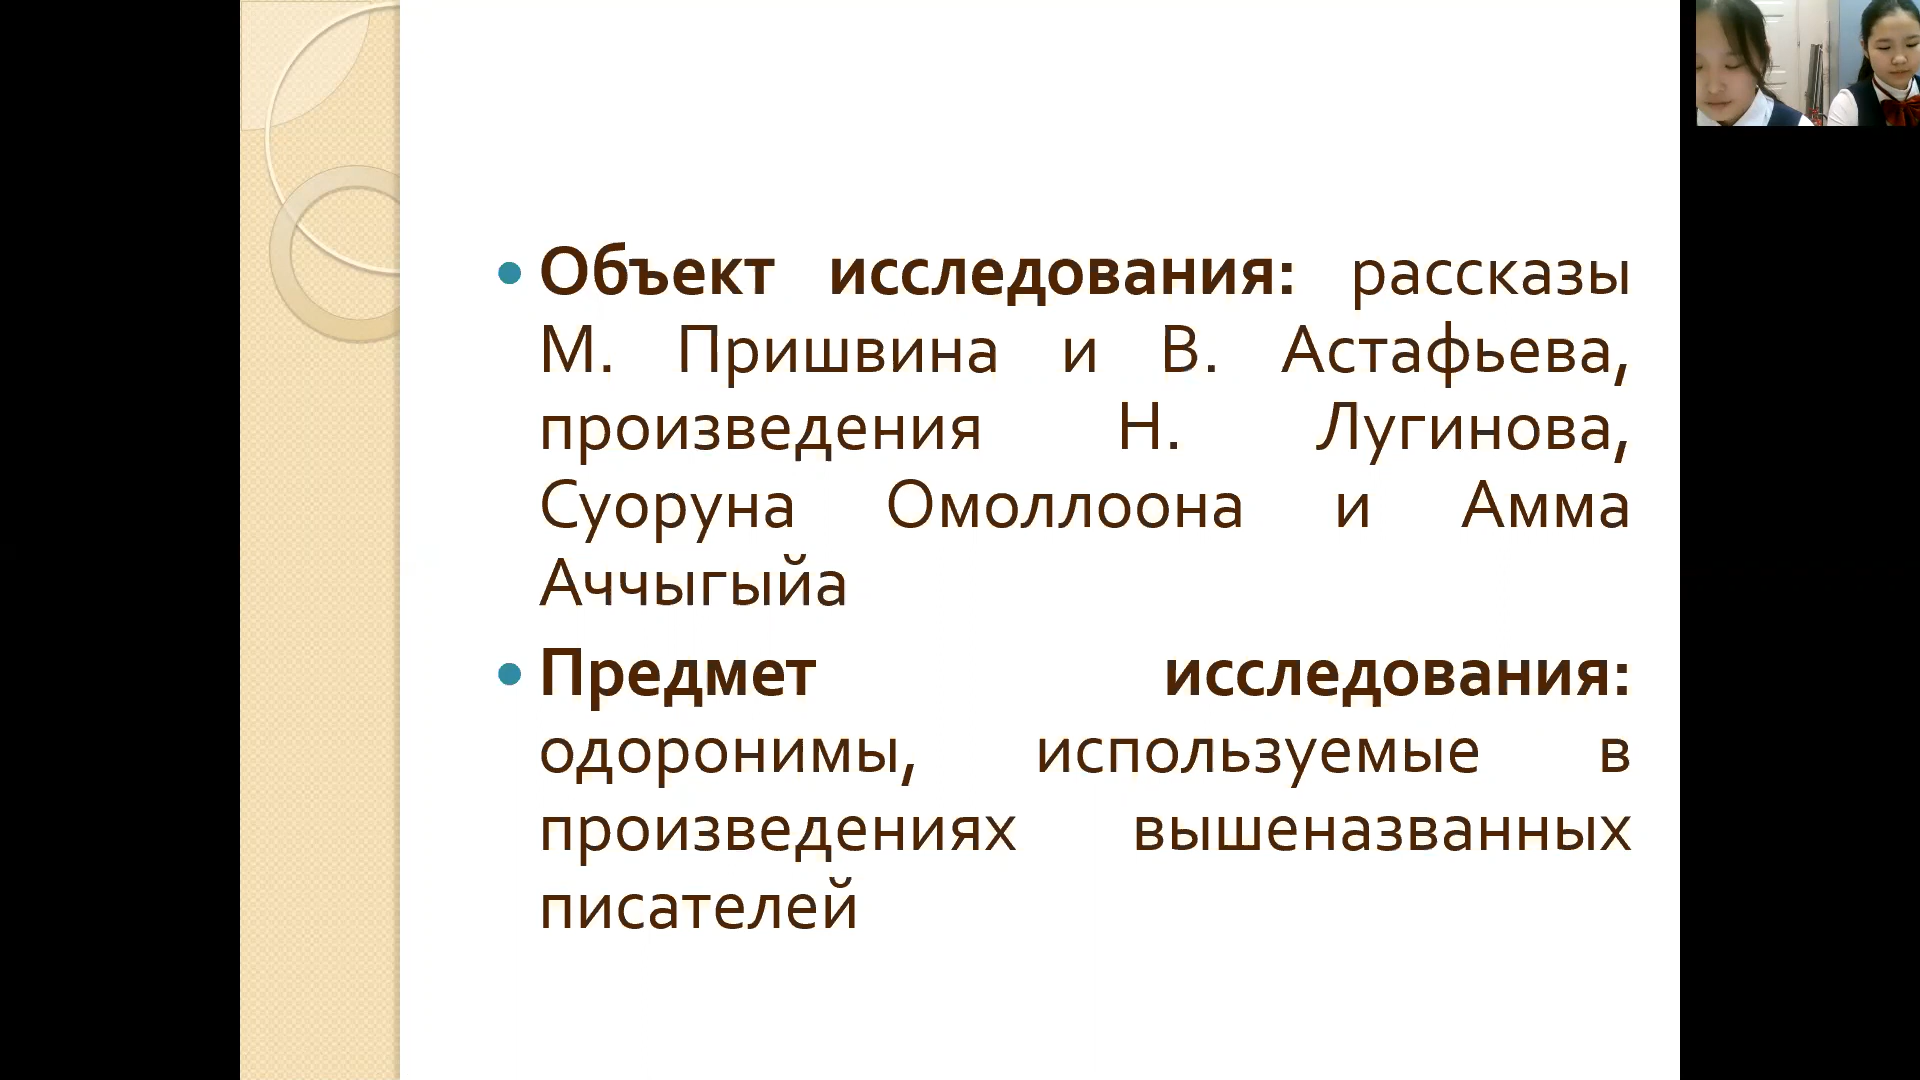 Объект исследования: рассказы
М. Пришвина и В. Астафьева,
произведения Н. Лугинова,
Суоруна Омоллоона и Амма
Аччыгыйа
Предмет исследования:
одоронимы, используемые в
произведениях вышеназванных
писателей